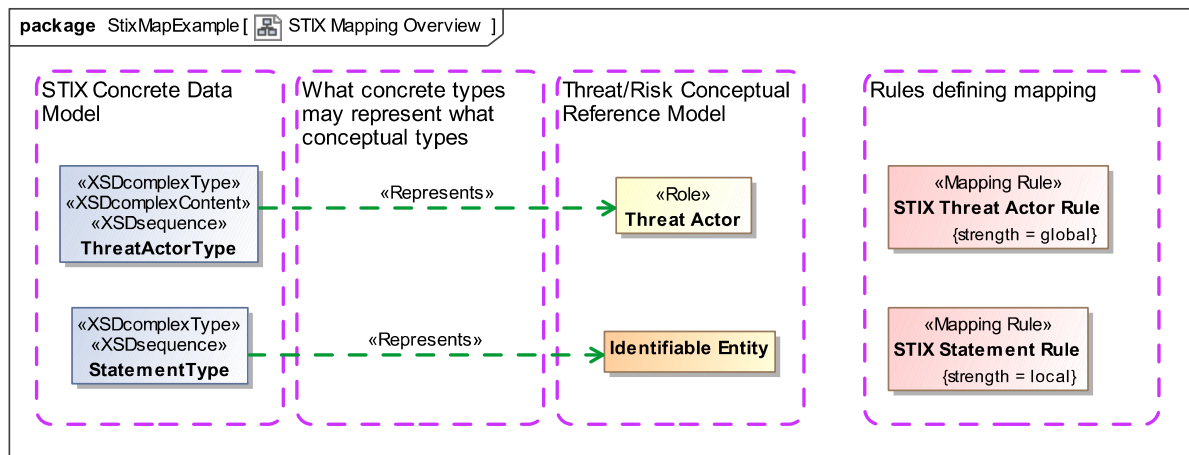 package StixMapExample [ STIX Mapping Overview ]
STIX Concrete Data
Model
What concrete types
may represent what
conceptual types
Threat/Risk Conceptual
Reference Model
Rules defining mapping
«XSDcomplexType»
«XSDcomplexContent»
«XSDsequence»
ThreatActorType
«Represents»
«Role»
Threat Actor
«Mapping Rule»
STIX Threat Actor Rule
{strength = global}
«XSDcomplexType»
«XSDsequence»
StatementType
«Represents»
Identifiable Entity
«Mapping Rule»
STIX Statement Rule
{strength = local}